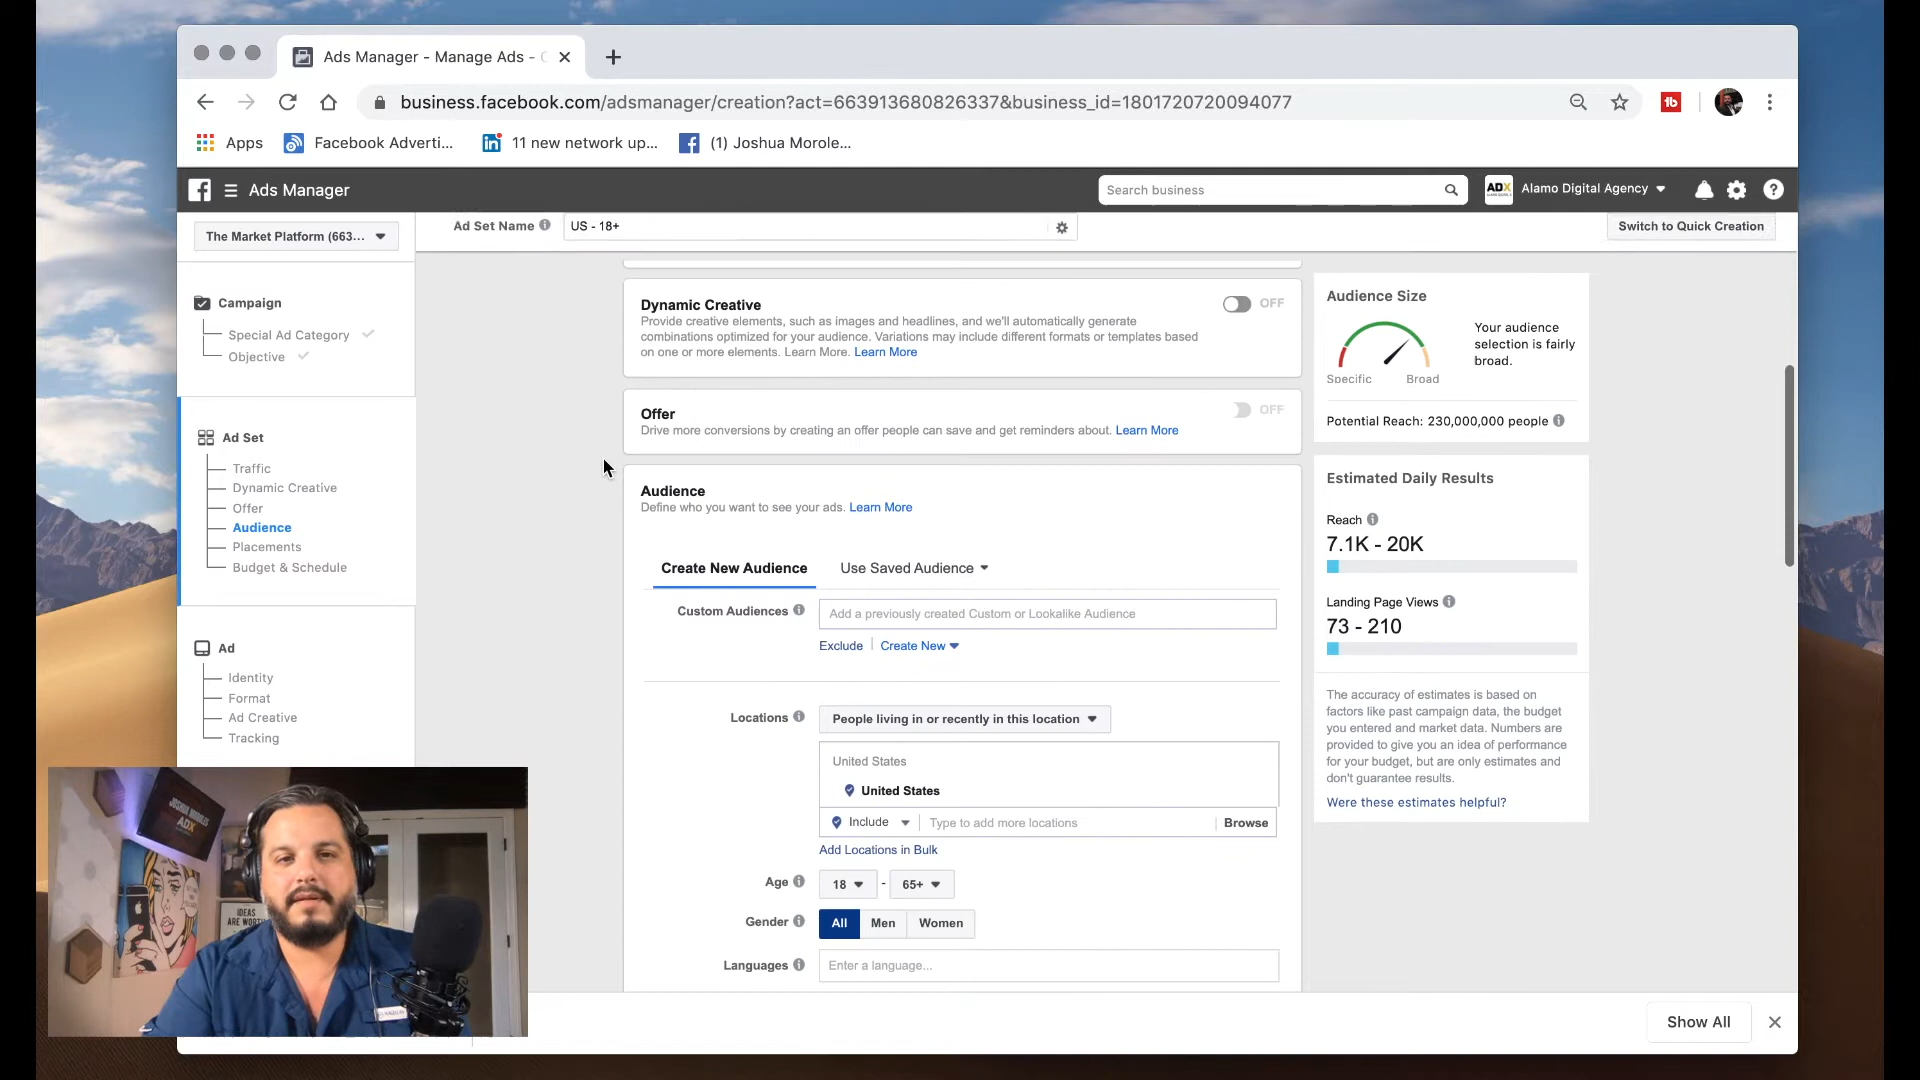 Ads Manager - Manage Ads -
business.facebook.com/adsmanager/creation?act=663913680826337&business_id=1801720720094077
Apps
Facebook Adverti...
11 new network up...
(1) Joshua Morole...
Ads Manager
Search business
ADX
Alamo Digital Agency
The Market Platform (663...
Ad Set Name
US - 18+
Switch to Quick Creation
Campaign
Special Ad Category
Objective
Ad Set
Traffic
Dynamic Creative
Offer
Audience
Placements
Budget & Schedule
Ad
Identity
Format
Ad Creative
Tracking
Dynamic Creative
OFF
Provide creative elements, such as images and headlines, and we'll automatically generate
combinations optimized for your audience. Variations may include different formats or templates based
on one or more elements. Learn More. Learn More
Offer
OFF
Drive more conversions by creating an offer people can save and get reminders about. Learn More
Audience
Define who you want to see your ads. Learn More
Create New Audience
Use Saved Audience
Custom Audiences
Add a previously created Custom or Lookalike Audience
Exclude
Create New
Locations
People living in or recently in this location
United States
United States
Include
Type to add more locations
Browse
Add Locations in Bulk
Age
18
-
65+
Gender
All
Men
Women
Languages
Enter a language...
Audience Size
Your audience
selection is fairly
broad.
Specific
Broad
Potential Reach: 230,000,000 people
Estimated Daily Results
Reach
7.1K - 20K
Landing Page Views
73 - 210
The accuracy of estimates is based on
factors like past campaign data, the budget
you entered and market data. Numbers are
provided to give you an idea of performance
for your budget, but are only estimates and
don't guarantee results.
Were these estimates helpful?
Show All
JOSHUA MOROLES
ADX
IDEAS
ARE WORTH